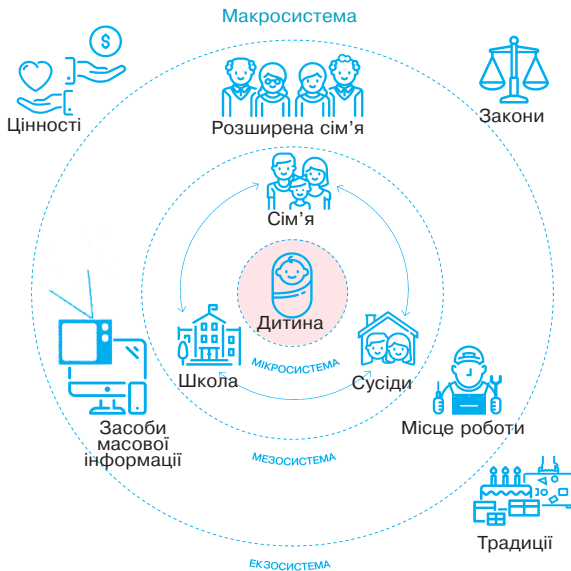 Макросистема
$
Цінності
Розширена сім’я
Закони
Сім’я
Дитина
Школа
МІКРОСИСТЕМА
Сусіди
Засоби
масової
інформації
Місце роботи
МЕЗОСИСТЕМА
Традиції
ЕКЗОСИСТЕМА